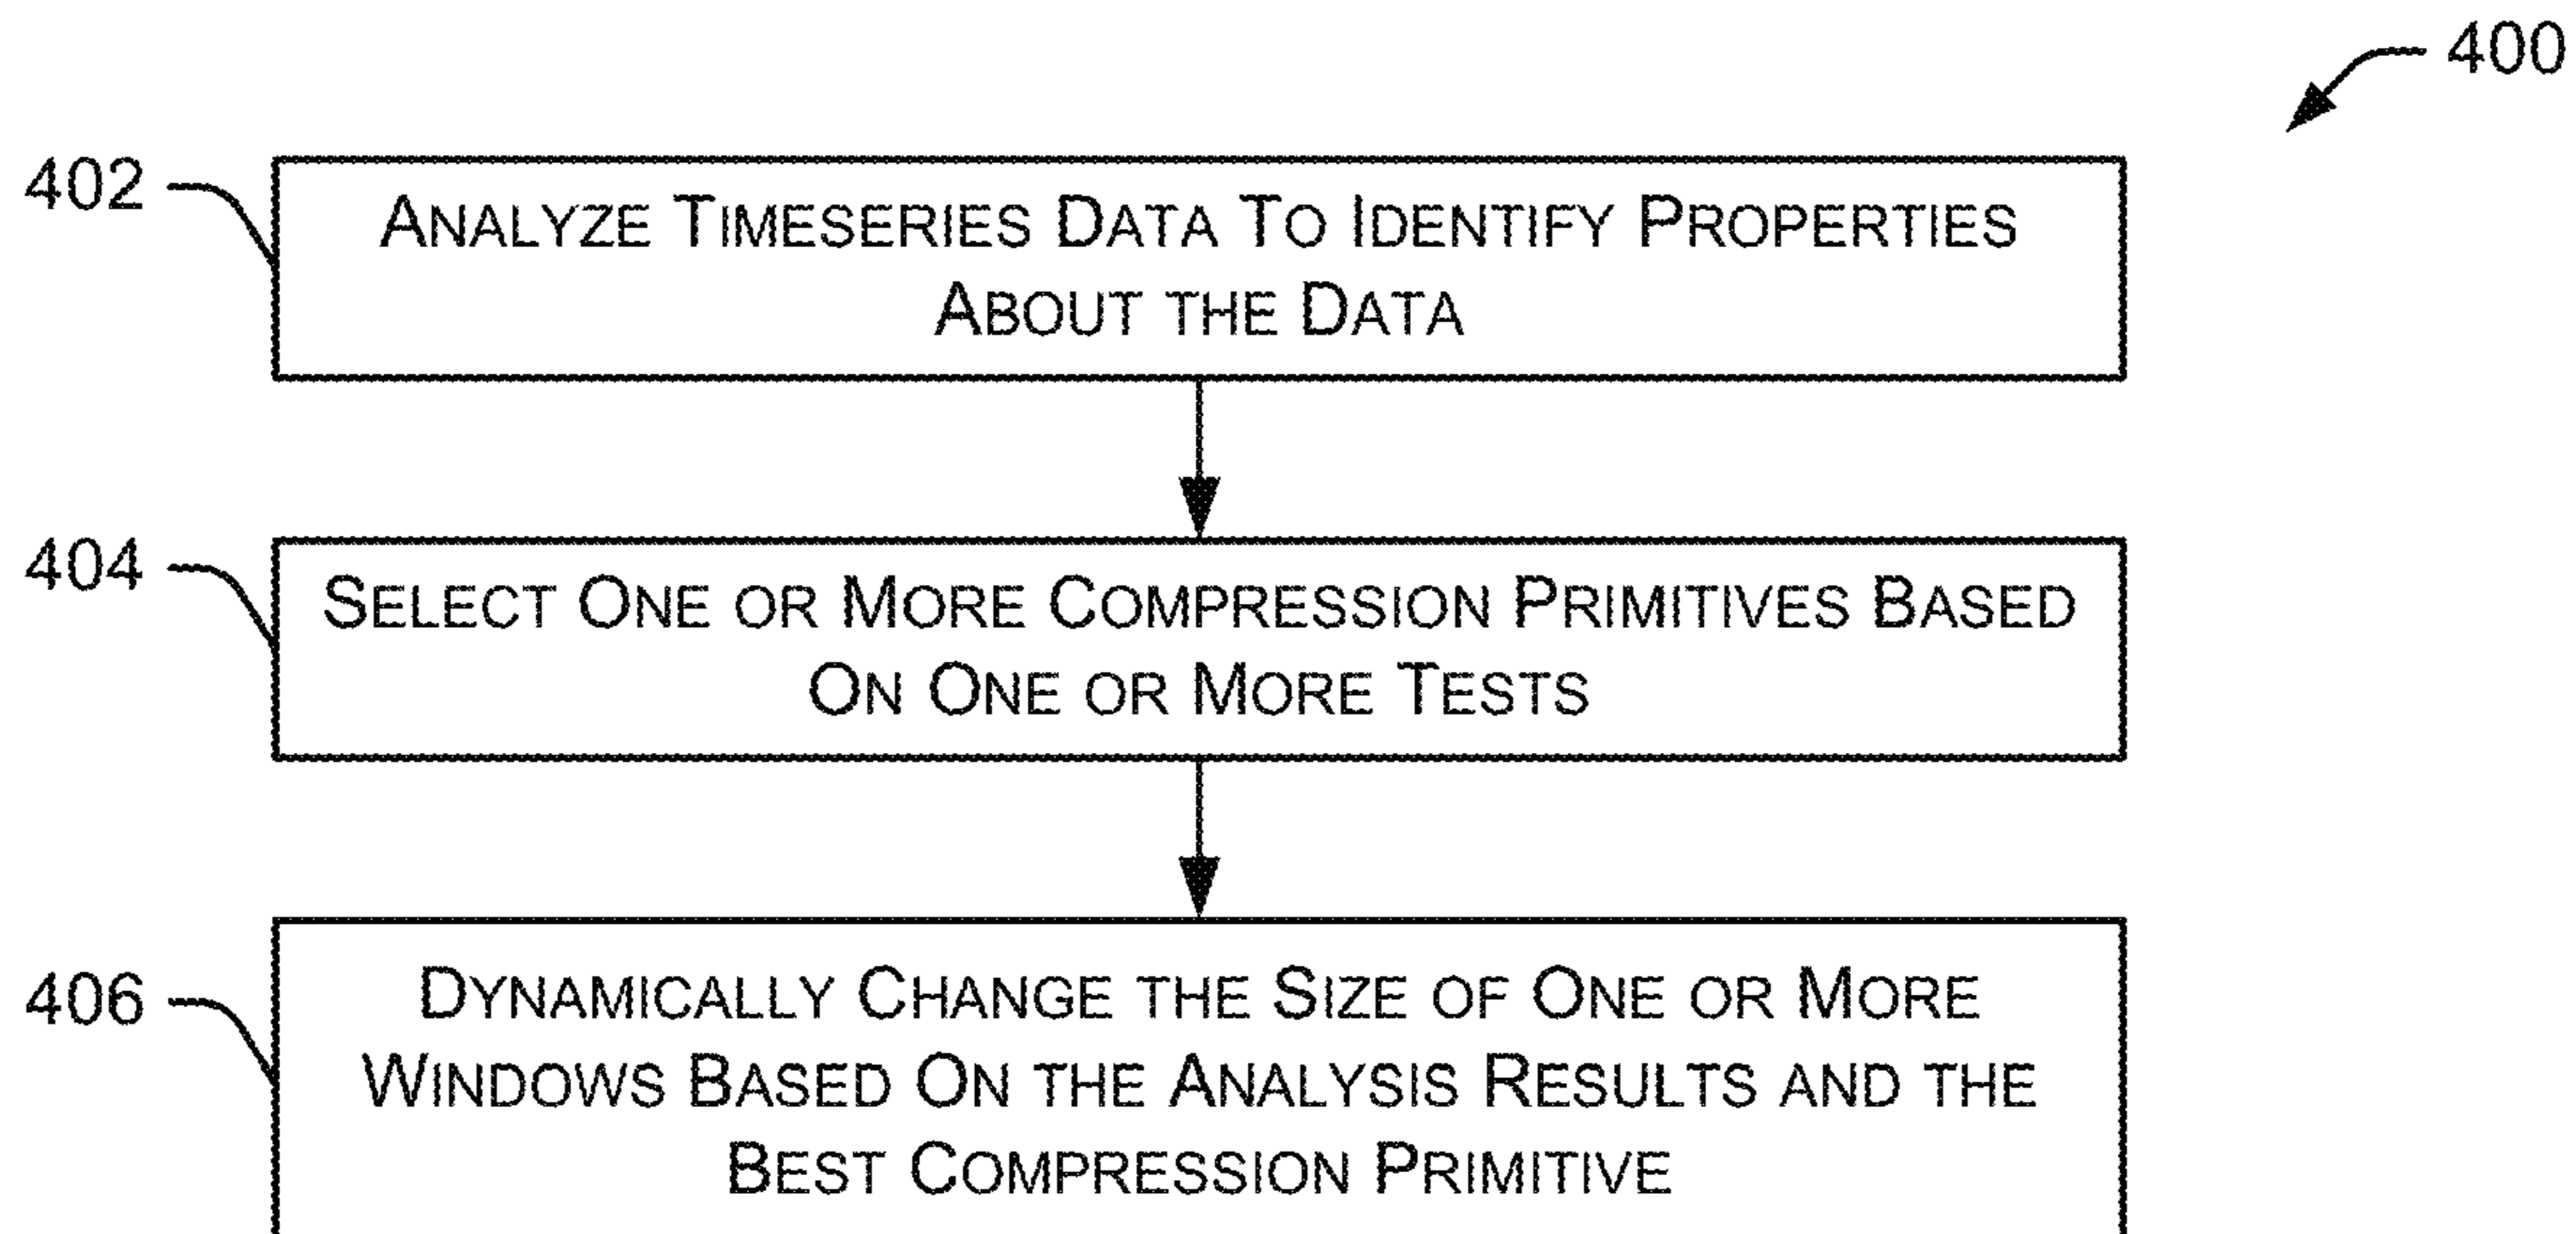 400
402
ANALYZE TIMESERIES DATA TO IDENTIFY PROPERTIES
ABOUT THE DATA
404
SELECT ONE OR MORE COMPRESSION PRIMITIVES BASED
ON ONE OR MORE TESTS
406
DYNAMICALLY CHANGE THE SIZE OF ONE OR MORE
WINDOWS BASED ON THE ANALYSIS RESULTS AND THE
BEST COMPRESSION PRIMITIVE